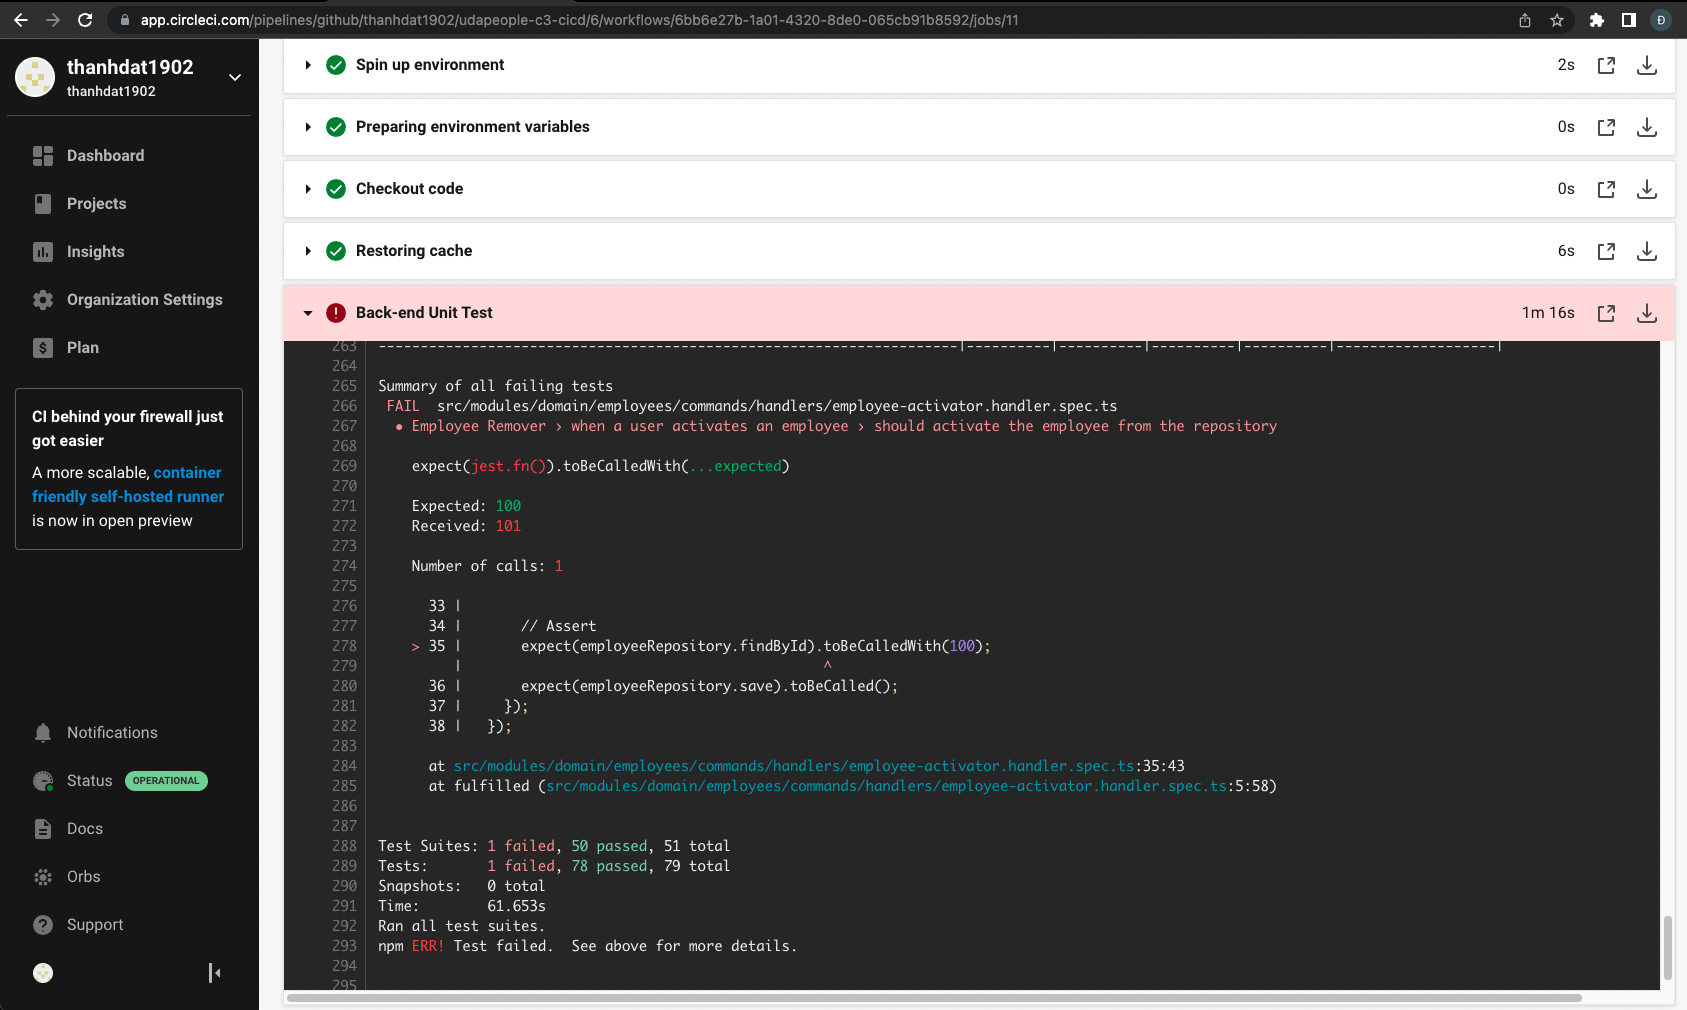 app.circleci.com/pipelines/github/thanhdat1902/udapeople-c3-cicd/6/workflows/6bb6e27b-1a01-4320-8de0-065cb91b8592/jobs/11
Đ
thanhdat1902
thanhdat1902
Dashboard
Projects
Insights
Organization Settings
$ Plan
CI behind your firewall just
got easier
A more scalable, container
friendly self-hosted runner
is now in open preview
Notifications
Status OPERATIONAL
Docs
Orbs
? Support
Spin up environment 2s
Preparing environment variables 0s
Checkout code 0s
Restoring cache 6s
! Back-end Unit Test 1m 16s
263 ---------------------------------------------------------------------|----------|----------|----------|----------|-------------------|
264
265 Summary of all failing tests
266 FAIL src/modules/domain/employees/commands/handlers/employee-activator.handler.spec.ts
267 ● Employee Remover › when a user activates an employee › should activate the employee from the repository
268
269 expect(jest.fn()).toBeCalledWith(...expected)
270
271 Expected: 100
272 Received: 101
273
274 Number of calls: 1
275
276 33 |
277 34 | // Assert
278 > 35 | expect(employeeRepository.findById).toBeCalledWith(100);
279 | ^
280 36 | expect(employeeRepository.save).toBeCalled();
281 37 | });
282 38 | });
283
284 at src/modules/domain/employees/commands/handlers/employee-activator.handler.spec.ts:35:43
285 at fulfilled (src/modules/domain/employees/commands/handlers/employee-activator.handler.spec.ts:5:58)
286
287
288 Test Suites: 1 failed, 50 passed, 51 total
289 Tests: 1 failed, 78 passed, 79 total
290 Snapshots: 0 total
291 Time: 61.653s
292 Ran all test suites.
293 npm ERR! Test failed. See above for more details.
294
295